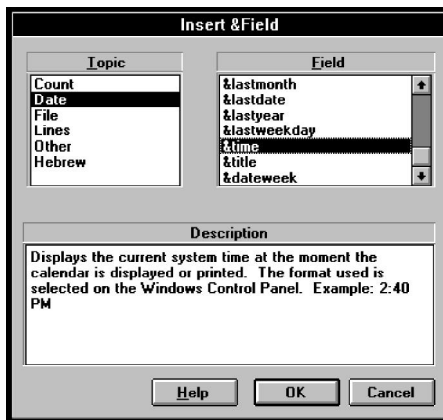 Insert &Field
Topic
Count
Date
File
Lines
Other
Hebrew
Field
&lastmonth
&lastdate
&lastyear
&lastweekday
&time
&title
&dateweek
Description
Displays the current system time at the moment the
calendar is displayed or printed.  The format used is
selected on the Windows Control Panel.  Example: 2:40
PM
Help
OK
Cancel